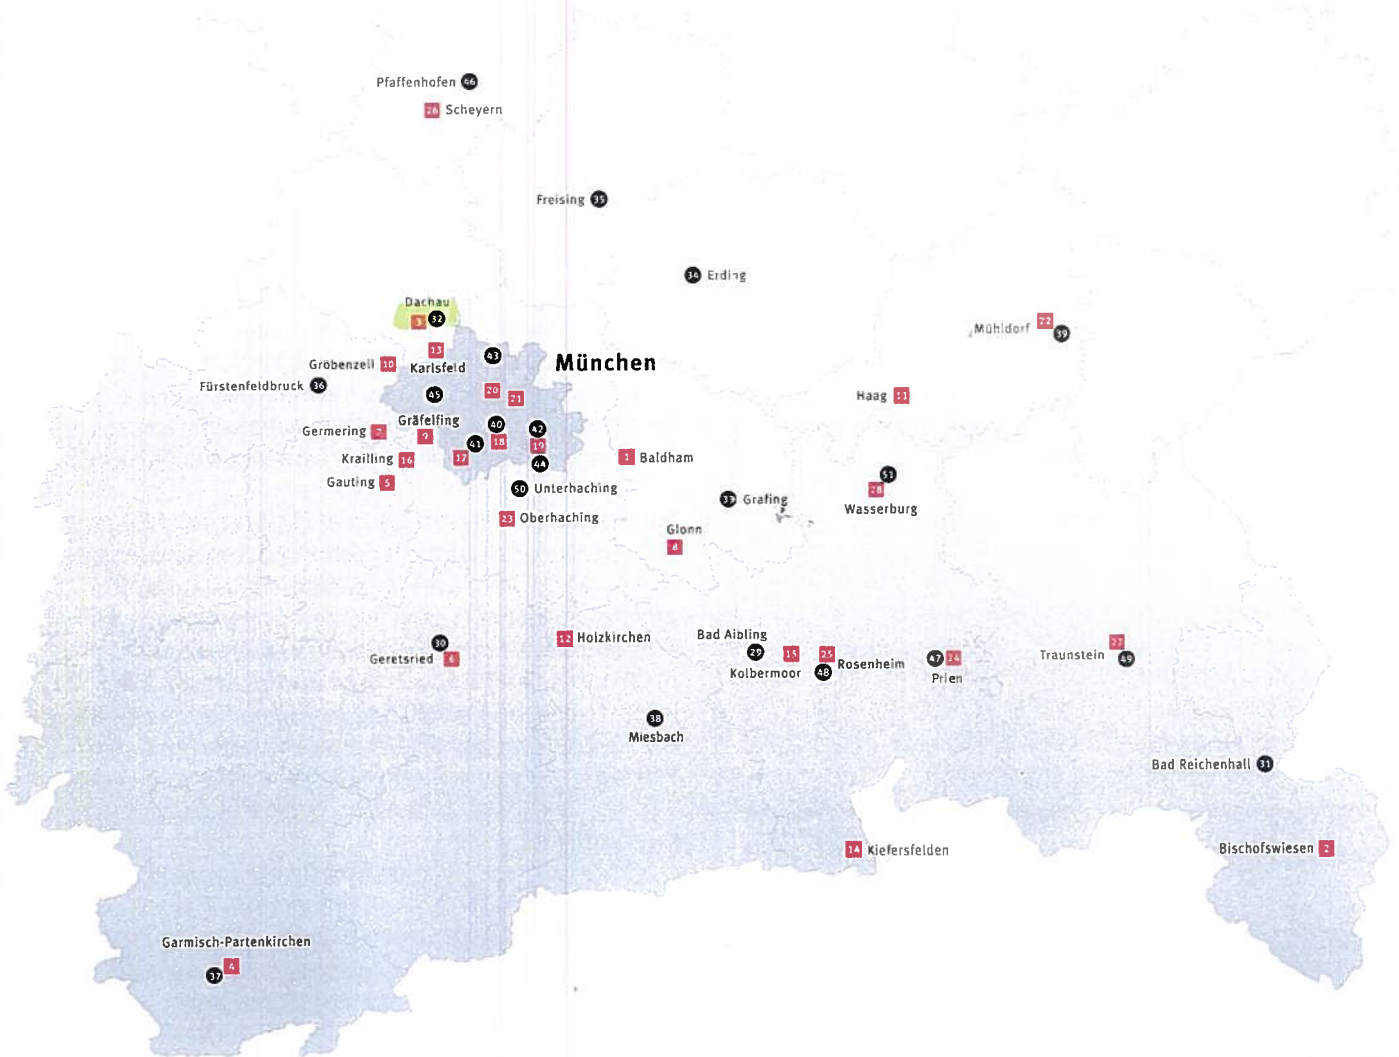 Pfaffenhofen 46
26 Scheyern
Freising 35
34 Erding
Dachau
3 32
Mühldorf 22
39
13
43
München
Gröbenzell 10
Karlsfeld
Fürstenfeldbruck 36
45
20
21
Haag 11
Gräfelfing
40
42
Germering 7
9
41
18
19
Krailling 16
17
44
1 Baldham
Gauting 5
50 Unterhaching
51
28
Wasserburg
33 Grafing
23 Oberhaching
Glonn
8
30
Geretsried 6
12 Holzkirchen
Bad Aibling
29
15
25
Rosenheim
Kolbermoor
48
47 24
Prien
Traunstein
49
38
Miesbach
Bad Reichenhall 31
14 Kiefersfelden
Bischofswiesen 2
Garmisch-Partenkirchen
4
37